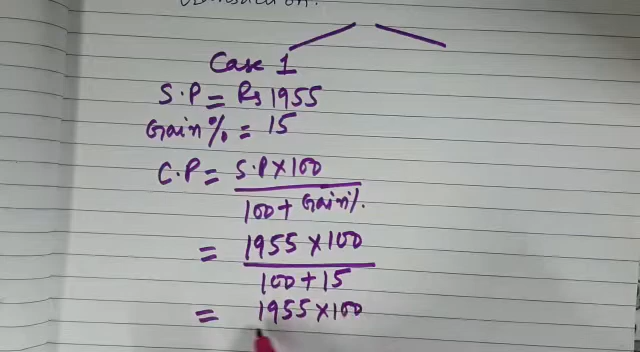 Case 1
S.P = Rs 1955
Gain% = 15
C.P = S.P×100
100 + Gain%.
= 1955 × 100
100 + 15
= 1955 × 100